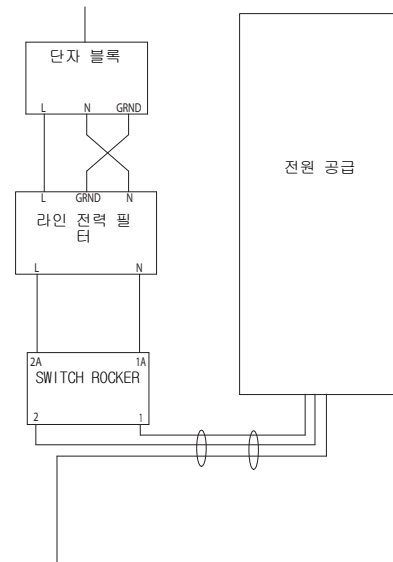 단자 블록
L N GRND
L GRND N
라인 전력 필
터
L N
2A 1A
SWITCH ROCKER
2 1
전원 공급